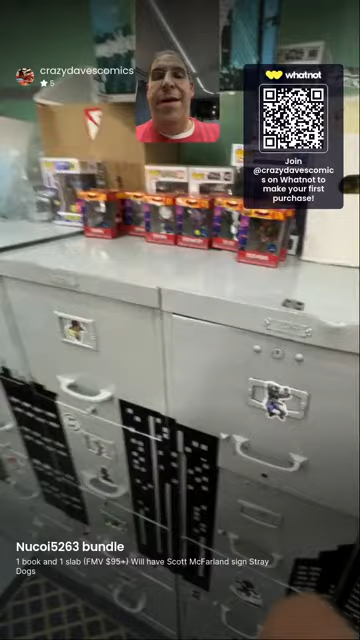 crazydavescomics
★ 5
whatnot
Join
@crazydavescomic
s on Whatnot to
make your first
purchase!
Nucoi5263 bundle
1 book and 1 slab (FMV $95+) Will have Scott McFarland sign Stray
Dogs